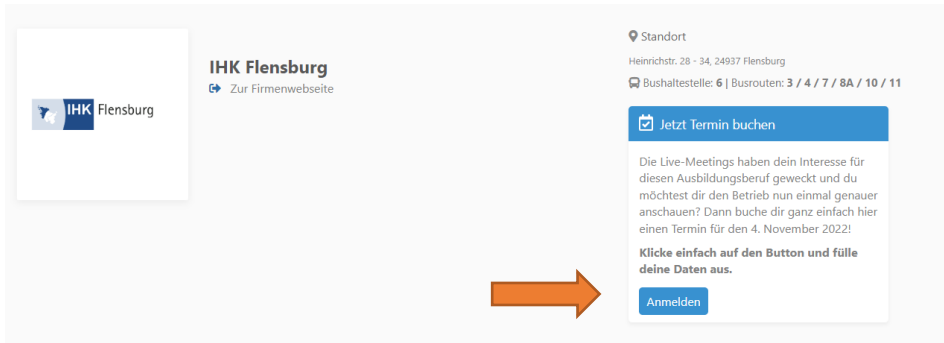 IHK Flensburg
IHK Flensburg
Zur Firmenwebseite
Standort
Heinrichstr. 28 - 34, 24937 Flensburg
Bushaltestelle: 6 | Busrouten: 3 / 4 / 7 / 8A / 10 / 11
Jetzt Termin buchen
Die Live-Meetings haben dein Interesse für
diesen Ausbildungsberuf geweckt und du
möchtest dir den Betrieb nun einmal genauer
anschauen? Dann buche dir ganz einfach hier
einen Termin für den 4. November 2022!
Klicke einfach auf den Button und fülle
deine Daten aus.
Anmelden